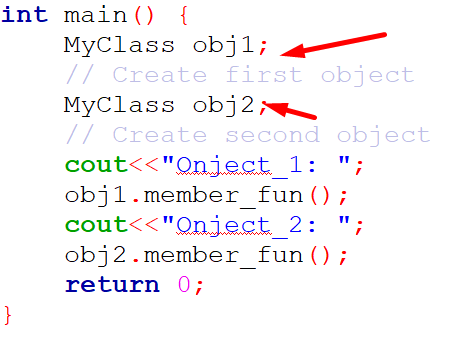 int main() {
MyClass obj1;
// Create first object
MyClass obj2;
// Create second object
cout<<"Onject_1: ";
obj1.member_fun();
cout<<"Onject_2: ";
obj2.member_fun();
return 0;
}